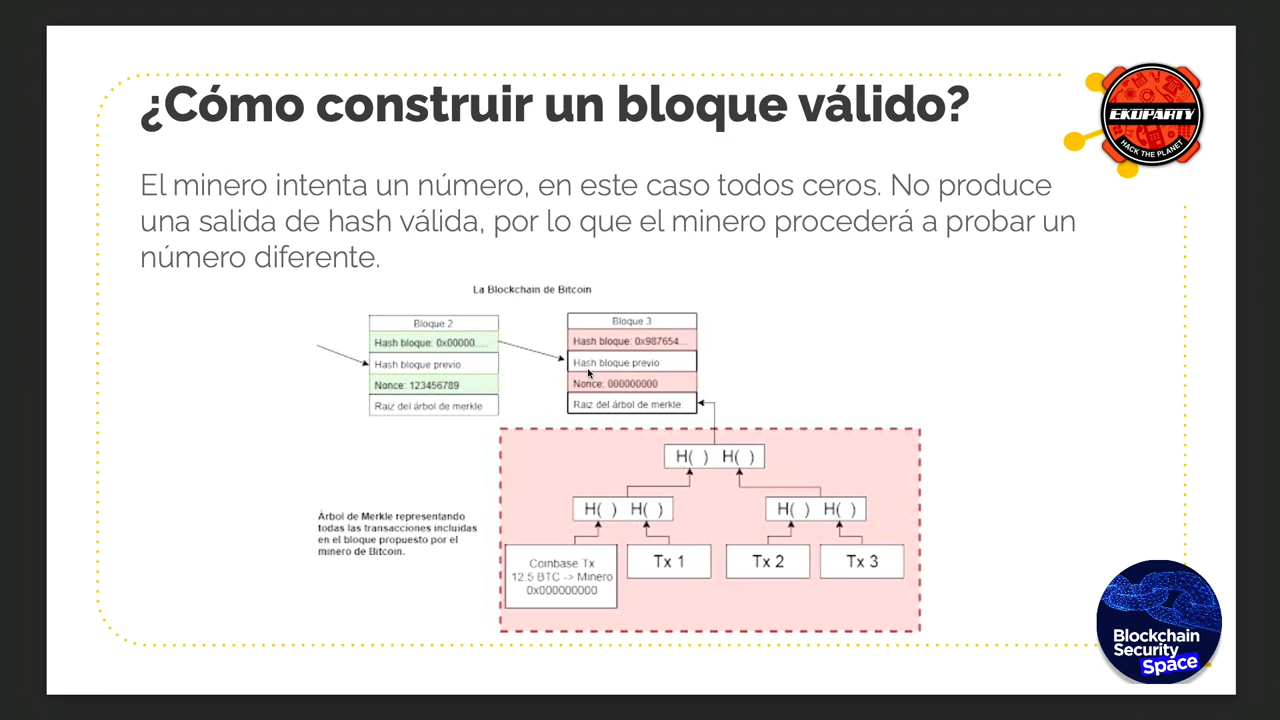 ¿Cómo construir un bloque válido?
EKOPARTY
HACK THE PLANET
El minero intenta un número, en este caso todos ceros. No produce
una salida de hash válida, por lo que el minero procederá a probar un
número diferente.
La Blockchain de Bitcoin
Bloque 2
Hash bloque: 0x00000....
Hash bloque previo
Nonce: 123456789
Raiz del árbol de merkle
Bloque 3
Hash bloque: 0x987654...
Hash bloque previo
Nonce: 000000000
Raiz del árbol de merkle:
H( ) H( )
H( ) H( )
H( ) H( )
Árbol de Merkle representando
todas las transacciones incluidas
en el bloque propuesto por el
minero de Bitcoin.
Coinbase Tx
12.5 BTC -> Minero
0x000000000
Tx 1
Tx 2
Tx 3
Blockchain
Security
Space